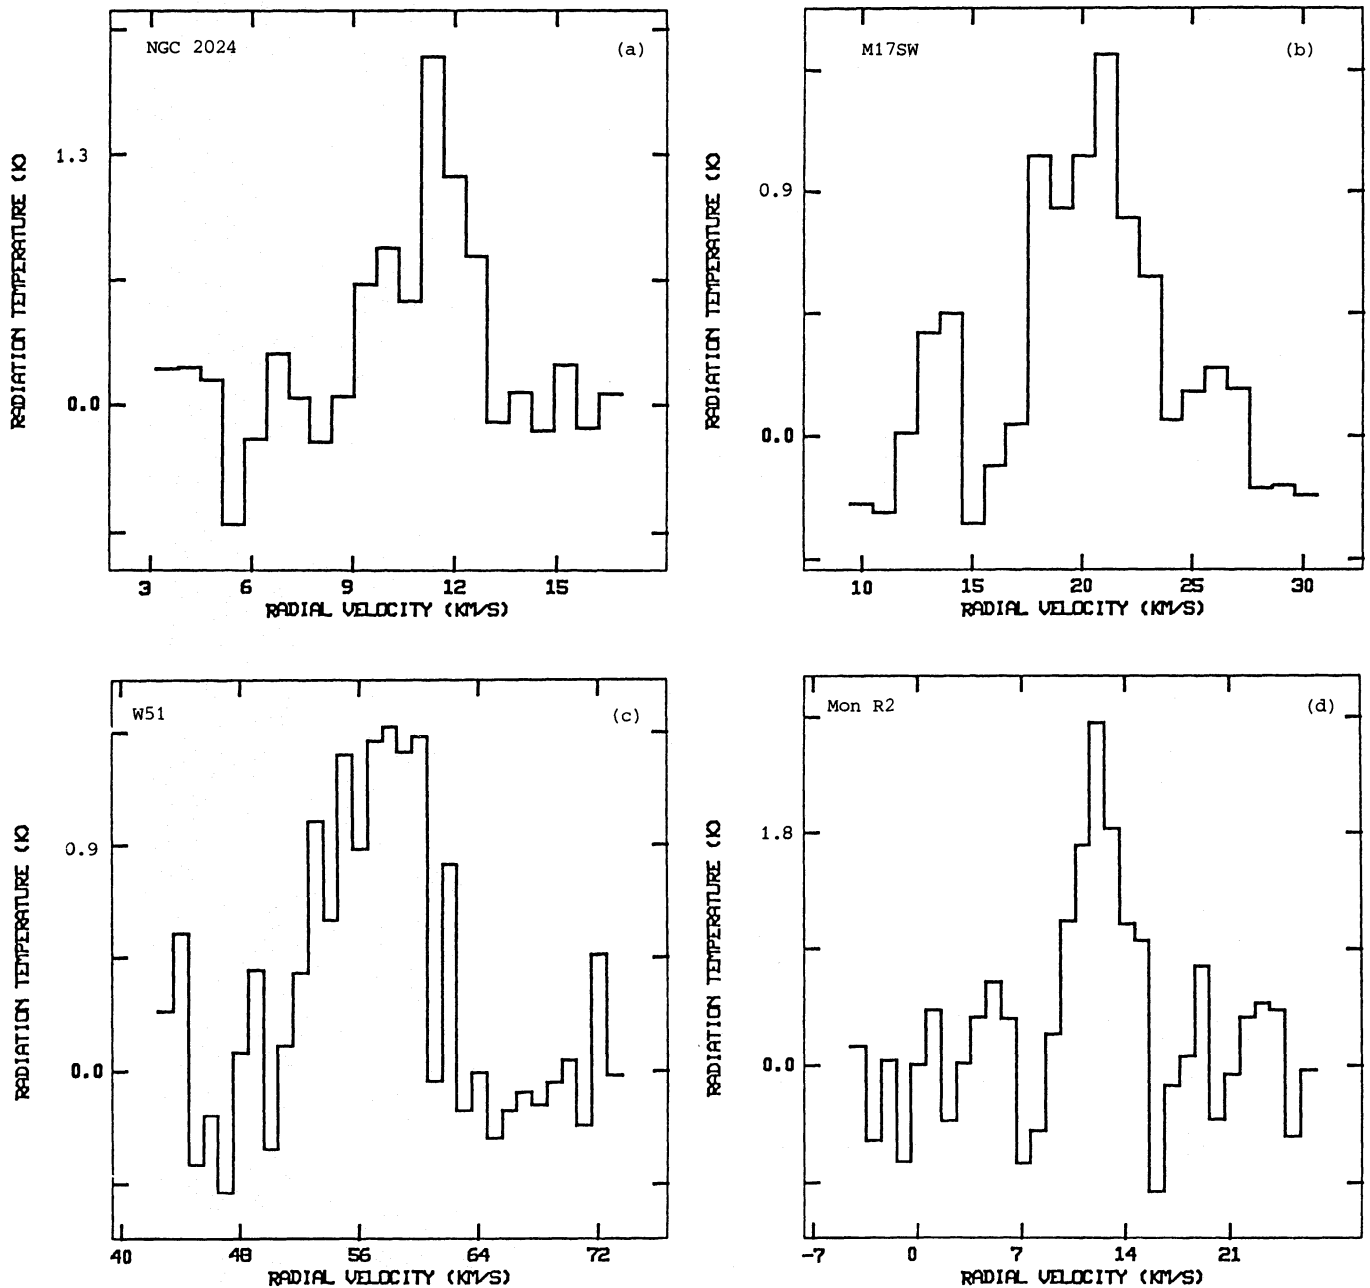 NGC 2024
(a)
RADIATION TEMPERATURE (K)
1.3
0.0
3 6 9 12 15
RADIAL VELOCITY (KM/S)
M17SW
(b)
RADIATION TEMPERATURE (K)
0.9
0.0
10 15 20 25 30
RADIAL VELOCITY (KM/S)
W51
(c)
RADIATION TEMPERATURE (K)
0.9
0.0
40 48 56 64 72
RADIAL VELOCITY (KM/S)
Mon R2
(d)
RADIATION TEMPERATURE (K)
1.8
0.0
-7 0 7 14 21
RADIAL VELOCITY (KM/S)